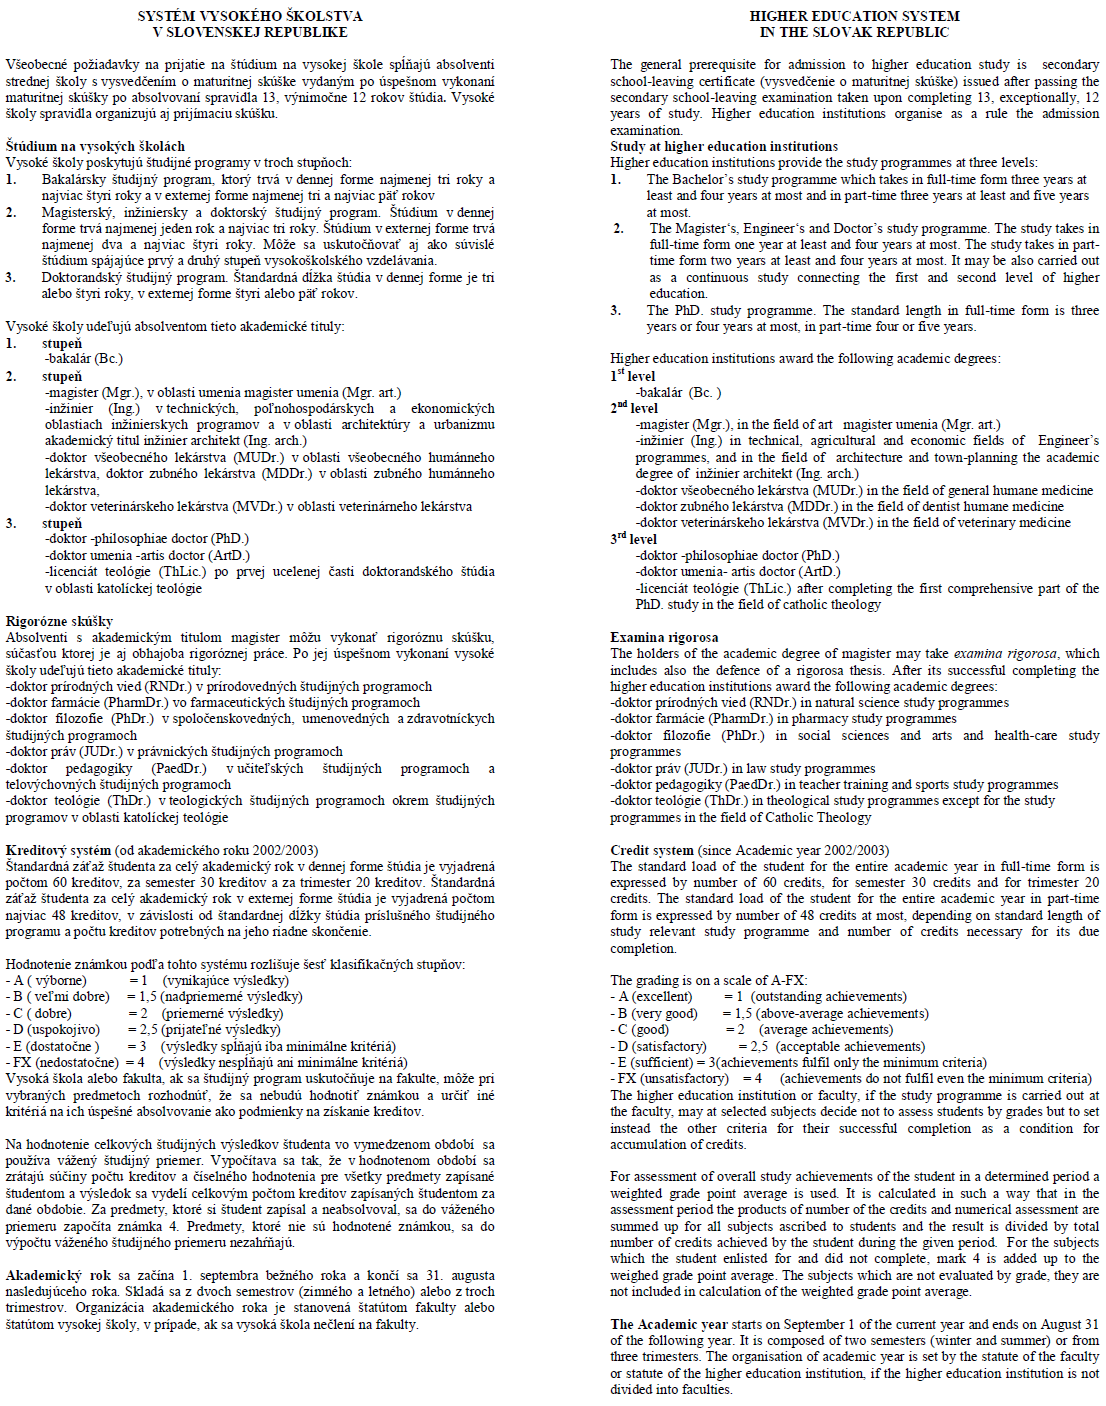 SYSTÉM VYSOKÉHO ŠKOLSTVA
V SLOVENSKEJ REPUBLIKE
Všeobecné požiadavky na prijatie na štúdium na vysokej škole spĺňajú absolventi
strednej školy s vysvedčením o maturitnej skúške vydaným po úspešnom vykonaní
maturitnej skúšky po absolvovaní spravidla 13, výnimočne 12 rokov štúdia. Vysoké
školy spravidla organizujú aj prijímaciu skúšku.
Štúdium na vysokých školách
Vysoké školy poskytujú študijné programy v troch stupňoch:
1. Bakalársky študijný program, ktorý trvá v dennej forme najmenej tri roky a
najviac štyri roky a v externej forme najmenej tri a najviac päť rokov
2. Magisterský, inžiniersky a doktorský študijný program. Štúdium v dennej
forme trvá najmenej jeden rok a najviac tri roky. Štúdium v externej forme trvá
najmenej dva a najviac štyri roky. Môže sa uskutočňovať aj ako súvislé
štúdium spájajúce prvý a druhý stupeň vysokoškolského vzdelávania.
3. Doktorandský študijný program. Štandardná dĺžka štúdia v dennej forme je tri
alebo štyri roky, v externej forme štyri alebo päť rokov.
Vysoké školy udeľujú absolventom tieto akademické tituly:
1. stupeň
-bakalár (Bc.)
2. stupeň
-magister (Mgr.), v oblasti umenia magister umenia (Mgr. art.)
-inžinier (Ing.) v technických, poľnohospodárskych a ekonomických
oblastiach inžinierskych programov a v oblasti architektúry a urbanizmu
akademický titul inžinier architekt (Ing. arch.)
-doktor všeobecného lekárstva (MUDr.) v oblasti všeobecného humánneho
lekárstva, doktor zubného lekárstva (MDDr.) v oblasti zubného humánneho
lekárstva,
-doktor veterinárskeho lekárstva (MVDr.) v oblasti veterinárneho lekárstva
3. stupeň
-doktor -philosophiae doctor (PhD.)
-doktor umenia -artis doctor (ArtD.)
-licenciát teológie (ThLic.) po prvej ucelenej časti doktorandského štúdia
v oblasti katolíckej teológie
Rigorózne skúšky
Absolventi s akademickým titulom magister môžu vykonať rigoróznu skúšku,
súčasťou ktorej je aj obhajoba rigoróznej práce. Po jej úspešnom vykonaní vysoké
školy udeľujú tieto akademické tituly:
-doktor prírodných vied (RNDr.) v prírodovedných študijných programoch
-doktor farmácie (PharmDr.) vo farmaceutických študijných programoch
-doktor filozofie (PhDr.) v spoločenskovedných, umenovedných a zdravotníckych
študijných programoch
-doktor práv (JUDr.) v právnických študijných programoch
-doktor pedagogiky (PaedDr.) v učiteľských študijných programoch a
telovýchovných študijných programoch
-doktor teológie (ThDr.) v teologických študijných programoch okrem študijných
programov v oblasti katolíckej teológie
Kreditový systém (od akademického roku 2002/2003)
Štandardná záťaž študenta za celý akademický rok v dennej forme štúdia je vyjadrená
počtom 60 kreditov, za semester 30 kreditov a za trimester 20 kreditov. Štandardná
záťaž študenta za celý akademický rok v externej forme štúdia je vyjadrená počtom
najviac 48 kreditov, v závislosti od štandardnej dĺžky štúdia príslušného študijného
programu a počtu kreditov potrebných na jeho riadne skončenie.
Hodnotenie známkou podľa tohto systému rozlišuje šesť klasifikačných stupňov:
- A ( výborne) = 1 (vynikajúce výsledky)
- B ( veľmi dobre) = 1,5 (nadpriemerné výsledky)
- C ( dobre) = 2 (priemerné výsledky)
- D (uspokojivo) = 2,5 (prijateľné výsledky)
- E (dostatočne ) = 3 (výsledky spĺňajú iba minimálne kritériá)
- FX (nedostatočne) = 4 (výsledky nespĺňajú ani minimálne kritériá)
Vysoká škola alebo fakulta, ak sa študijný program uskutočňuje na fakulte, môže pri
vybraných predmetoch rozhodnúť, že sa nebudú hodnotiť známkou a určiť iné
kritériá na ich úspešné absolvovanie ako podmienky na získanie kreditov.
Na hodnotenie celkových študijných výsledkov študenta vo vymedzenom období sa
používa vážený študijný priemer. Vypočítava sa tak, že v hodnotenom období sa
zrátajú súčiny počtu kreditov a číselného hodnotenia pre všetky predmety zapísané
študentom a výsledok sa vydelí celkovým počtom kreditov zapísaných študentom za
dané obdobie. Za predmety, ktoré si študent zapísal a neabsolvoval, sa do váženého
priemeru započíta známka 4. Predmety, ktoré nie sú hodnotené známkou, sa do
výpočtu váženého študijného priemeru nezahŕňajú.
Akademický rok sa začína 1. septembra bežného roka a končí sa 31. augusta
nasledujúceho roka. Skladá sa z dvoch semestrov (zimného a letného) alebo z troch
trimestrov. Organizácia akademického roka je stanovená štatútom fakulty alebo
štatútom vysokej školy, v prípade, ak sa vysoká škola nečlení na fakulty.
HIGHER EDUCATION SYSTEM
IN THE SLOVAK REPUBLIC
The general prerequisite for admission to higher education study is secondary
school-leaving certificate (vysvedčenie o maturitnej skúške) issued after passing the
secondary school-leaving examination taken upon completing 13, exceptionally, 12
years of study. Higher education institutions organise as a rule the admission
examination.
Study at higher education institutions
Higher education institutions provide the study programmes at three levels:
1. The Bachelor's study programme which takes in full-time form three years at
least and four years at most and in part-time three years at least and five years
at most.
2. The Magister's, Engineer's and Doctor's study programme. The study takes in
full-time form one year at least and four years at most. The study takes in part-
time form two years at least and four years at most. It may be also carried out
as a continuous study connecting the first and second level of higher
education.
3. The PhD. study programme. The standard length in full-time form is three
years or four years at most, in part-time four or five years.
Higher education institutions award the following academic degrees:
1st level
-bakalár (Bc. )
2nd level
-magister (Mgr.), in the field of art magister umenia (Mgr. art.)
-inžinier (Ing.) in technical, agricultural and economic fields of Engineer's
programmes, and in the field of architecture and town-planning the academic
degree of inžinier architekt (Ing. arch.)
-doktor všeobecného lekárstva (MUDr.) in the field of general humane medicine
-doktor zubného lekárstva (MDDr.) in the field of dentist humane medicine
-doktor veterinárskeho lekárstva (MVDr.) in the field of veterinary medicine
3rd level
-doktor -philosophiae doctor (PhD.)
-doktor umenia- artis doctor (ArtD.)
-licenciát teológie (ThLic.) after completing the first comprehensive part of the
PhD. study in the field of catholic theology
Examina rigorosa
The holders of the academic degree of magister may take examina rigorosa, which
includes also the defence of a rigorosa thesis. After its successful completing the
higher education institutions award the following academic degrees:
-doktor prírodných vied (RNDr.) in natural science study programmes
-doktor farmácie (PharmDr.) in pharmacy study programmes
-doktor filozofie (PhDr.) in social sciences and arts and health-care study
programmes
-doktor práv (JUDr.) in law study programmes
-doktor pedagogiky (PaedDr.) in teacher training and sports study programmes
-doktor teológie (ThDr.) in theological study programmes except for the study
programmes in the field of Catholic Theology
Credit system (since Academic year 2002/2003)
The standard load of the student for the entire academic year in full-time form is
expressed by number of 60 credits, for semester 30 credits and for trimester 20
credits. The standard load of the student for the entire academic year in part-time
form is expressed by number of 48 credits at most, depending on standard length of
study relevant study programme and number of credits necessary for its due
completion.
The grading is on a scale of A-FX:
- A (excellent) = 1 (outstanding achievements)
- B (very good) = 1,5 (above-average achievements)
- C (good) = 2 (average achievements)
- D (satisfactory) = 2,5 (acceptable achievements)
- E (sufficient) = 3(achievements fulfil only the minimum criteria)
- FX (unsatisfactory) = 4 (achievements do not fulfil even the minimum criteria)
The higher education institution or faculty, if the study programme is carried out at
the faculty, may at selected subjects decide not to assess students by grades but to set
instead the other criteria for their successful completion as a condition for
accumulation of credits.
For assessment of overall study achievements of the student in a determined period a
weighted grade point average is used. It is calculated in such a way that in the
assessment period the products of number of the credits and numerical assessment are
summed up for all subjects ascribed to students and the result is divided by total
number of credits achieved by the student during the given period. For the subjects
which the student enlisted for and did not complete, mark 4 is added up to the
weighed grade point average. The subjects which are not evaluated by grade, they are
not included in calculation of the weighted grade point average.
The Academic year starts on September 1 of the current year and ends on August 31
of the following year. It is composed of two semesters (winter and summer) or from
three trimesters. The organisation of academic year is set by the statute of the faculty
or statute of the higher education institution, if the higher education institution is not
divided into faculties.